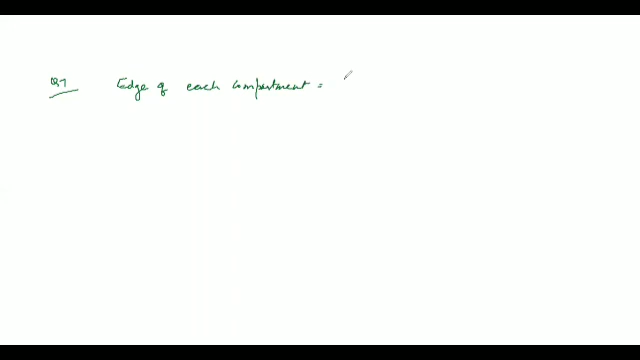 Q7 Edge of each compartment =